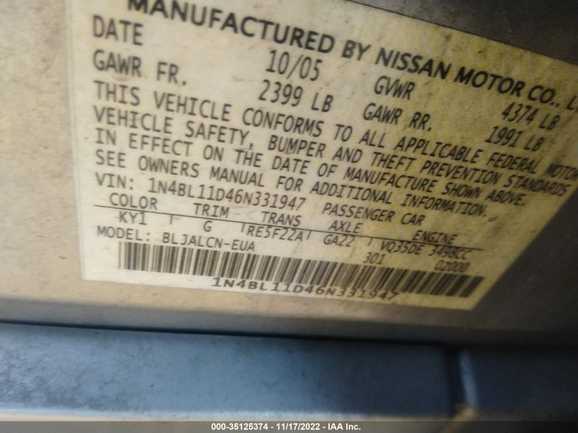 MANUFACTURED BY NISSAN MOTOR CO., L
DATE 10/05 GVWR 4374 LB
GAWR FR. 2399 LB GAWR RR. 1991 LB
THIS VEHICLE CONFORMS TO ALL APPLICABLE FEDERAL MOTOR
VEHICLE SAFETY, BUMPER AND THEFT PREVENTION STANDARDS
IN EFFECT ON THE DATE OF MANUFACTURE SHOWN ABOVE.
SEE OWNERS MANUAL FOR ADDITIONAL INFORMATION.
VIN: 1N4BL11D46N331947 PASSENGER CAR
COLOR TRIM TRANS AXLE ENGINE
KY1 G RE5F22A GA22 VQ35DE 3498CC
MODEL: BLJALCN-EUA 301 02000
1N4BL11D46N331947
000-35125374 - 11/17/2022 - IAA Inc.